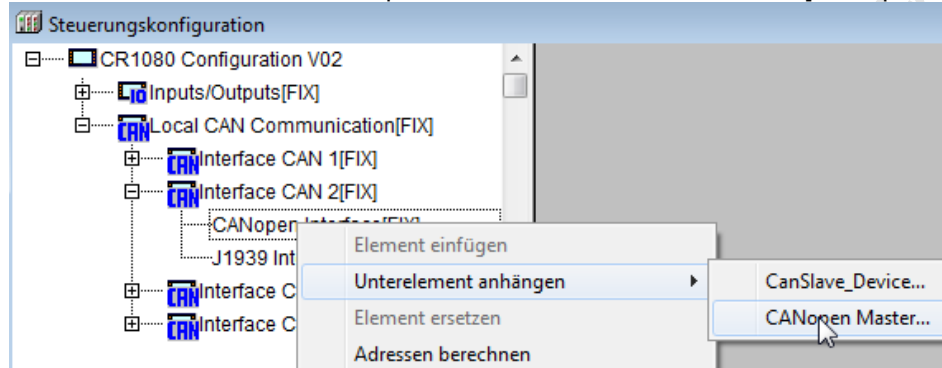 Steuerungskonfiguration
CR1080 Configuration V02
Inputs/Outputs[FIX]
Local CAN Communication[FIX]
Interface CAN 1[FIX]
Interface CAN 2[FIX]
CANopen Interface[FIX]
J1939 Int
Interface C
Interface C
Element einfügen
Unterelement anhängen
Element ersetzen
Adressen berechnen
CanSlave_Device...
CANopen Master...